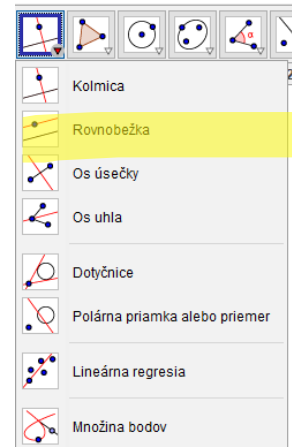 α
Kolmica
Rovnobežka
Os úsečky
Os uhla
Dotyčnice
Polárna priamka alebo priemer
Lineárna regresia
Množina bodov